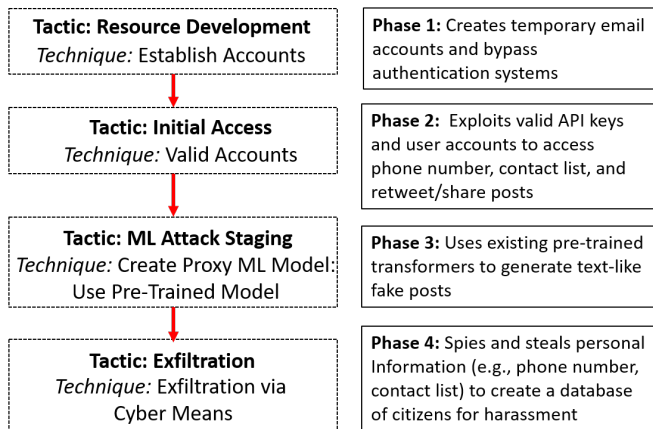 Tactic: Resource Development
Technique: Establish Accounts
Phase 1: Creates temporary email
accounts and bypass
authentication systems
Tactic: Initial Access
Technique: Valid Accounts
Phase 2: Exploits valid API keys
and user accounts to access
phone number, contact list, and
retweet/share posts
Tactic: ML Attack Staging
Technique: Create Proxy ML Model:
Use Pre-Trained Model
Phase 3: Uses existing pre-trained
transformers to generate text-like
fake posts
Tactic: Exfiltration
Technique: Exfiltration via
Cyber Means
Phase 4: Spies and steals personal
Information (e.g., phone number,
contact list) to create a database
of citizens for harassment